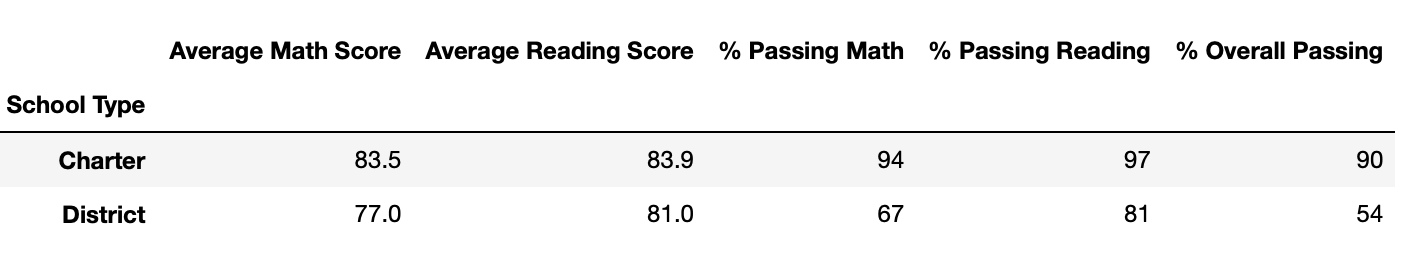 Average Math Score Average Reading Score % Passing Math % Passing Reading % Overall Passing
School Type
Charter 83.5 83.9 94 97 90
District 77.0 81.0 67 81 54